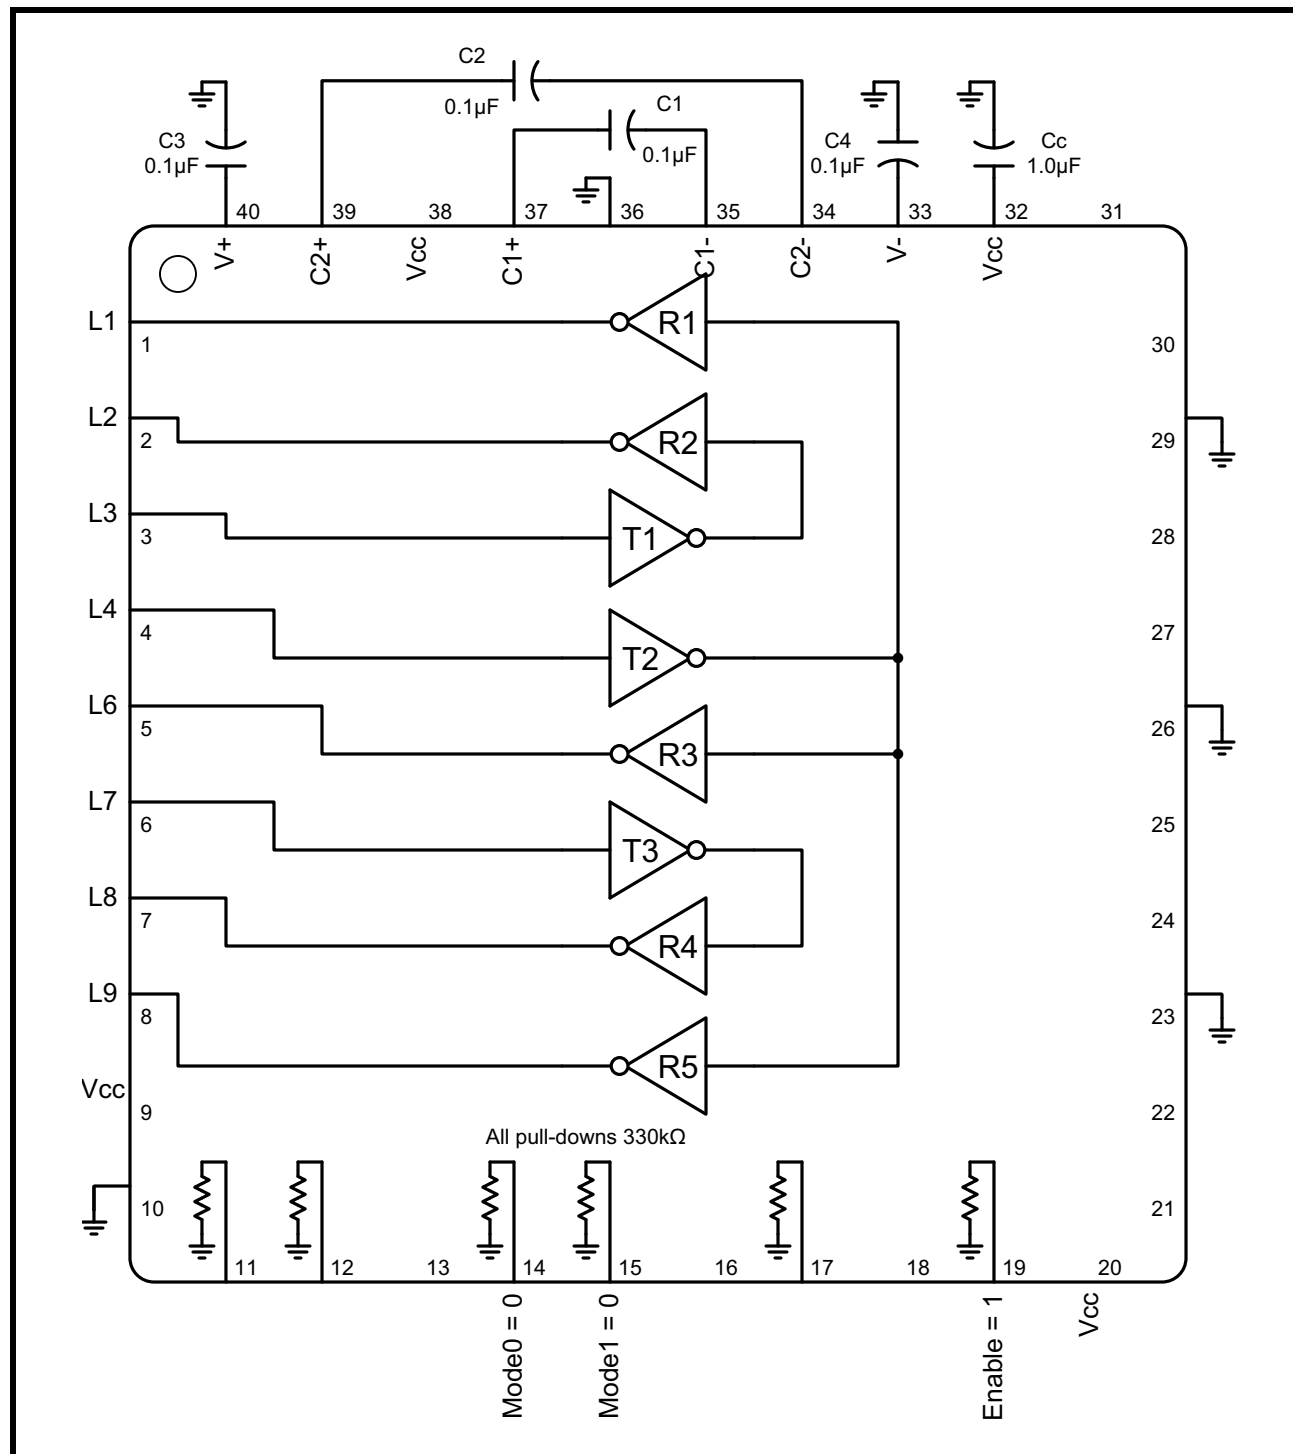 C2
0.1µF
C1
0.1µF
C3
0.1µF
C4
0.1µF
Cc
1.0µF
40
39
38
37
36
35
34
33
32
31
V+
C2+
Vcc
C1+
C1-
C2-
V-
Vcc
L1
1
R1
30
L2
2
R2
29
L3
3
T1
28
L4
4
T2
27
L6
5
R3
26
L7
6
T3
25
L8
7
R4
24
L9
8
R5
23
Vcc
9
22
All pull-downs 330kΩ
10
21
11
12
13
14
15
16
17
18
19
20
Mode0 = 0
Mode1 = 0
Enable = 1
Vcc